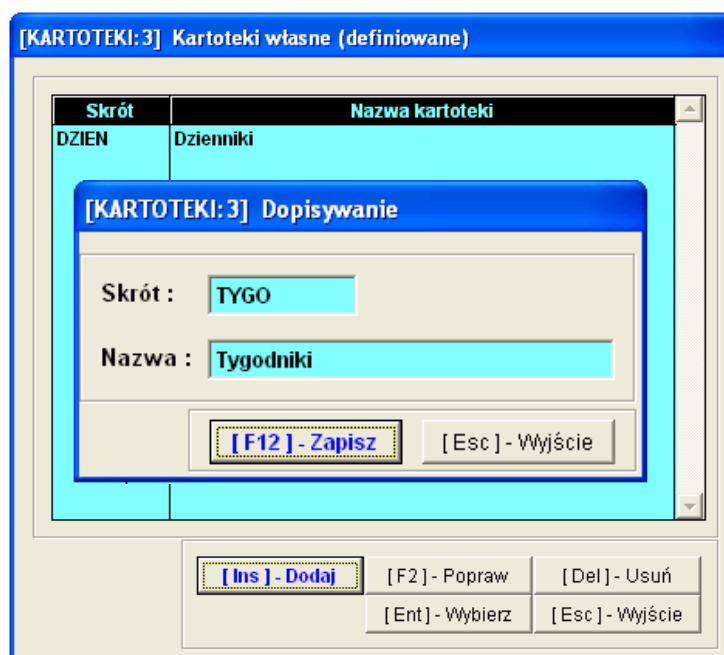 [KARTOTEKI:3] Kartoteki własne (definiowane)
Skrót Nazwa kartoteki
DZIEN Dzienniki
[KARTOTEKI:3] Dopisywanie
Skrót : TYGO
Nazwa : Tygodniki
[ F12 ] - Zapisz [ Esc ] - Wyjście
[ Ins ] - Dodaj [ F2 ] - Popraw [ Del ] - Usuń
[ Ent ] - Wybierz [ Esc ] - Wyjście